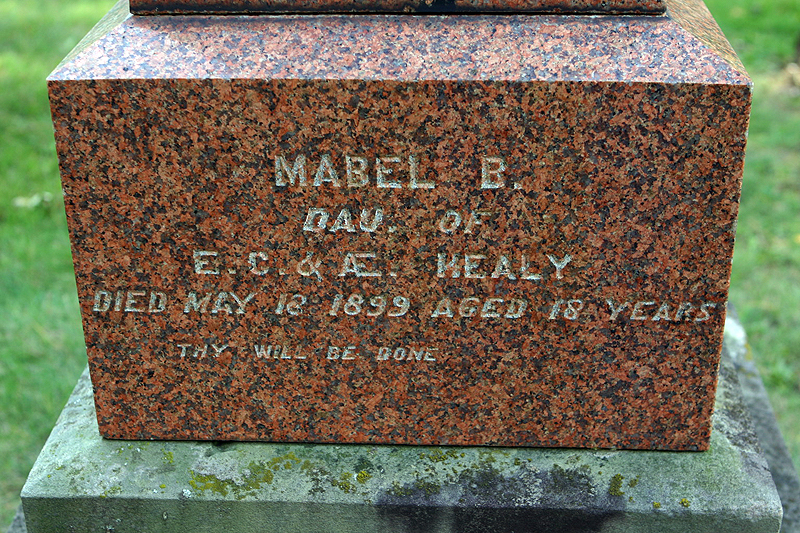 MABEL B.
DAU. OF
E. C. & Æ. HEALY
DIED MAY 18 1899 AGED 18 YEARS
THY WILL BE DONE